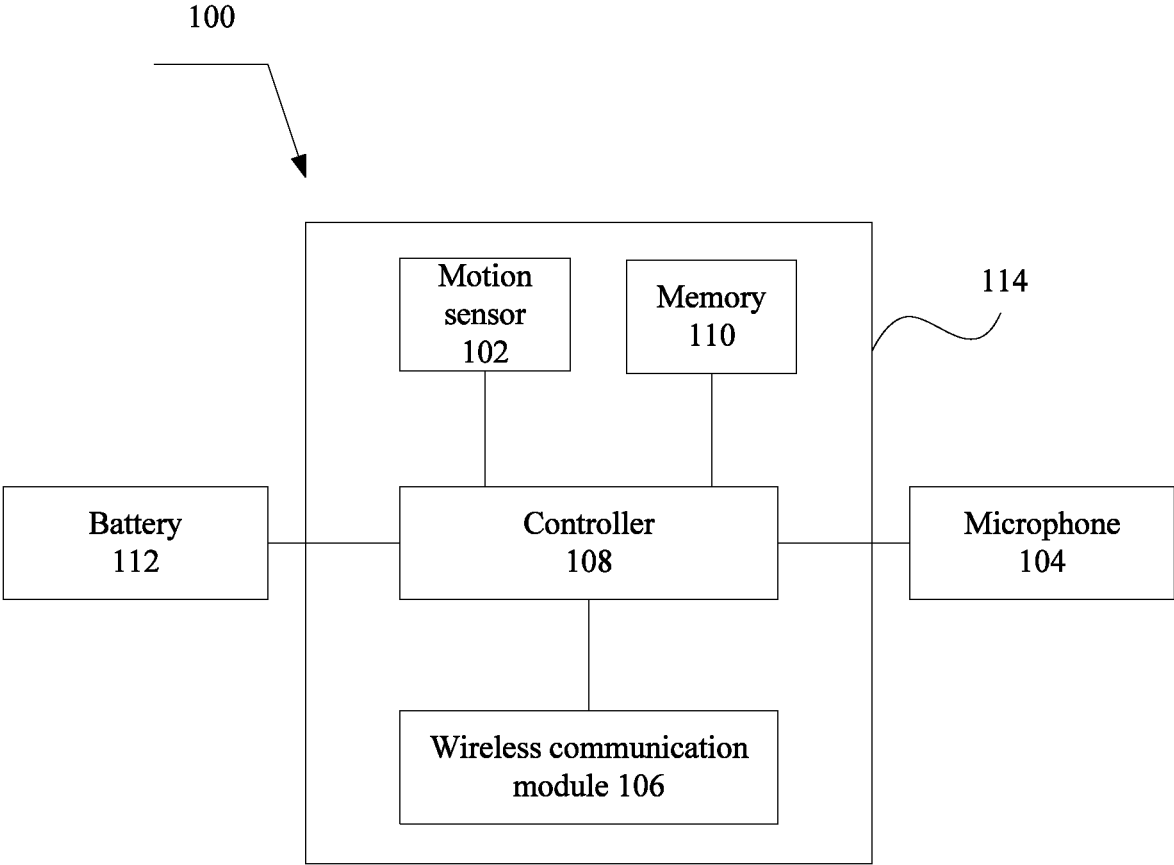 100
Motion
sensor
102
Memory
110
114
Battery
112
Controller
108
Microphone
104
Wireless communication
module 106